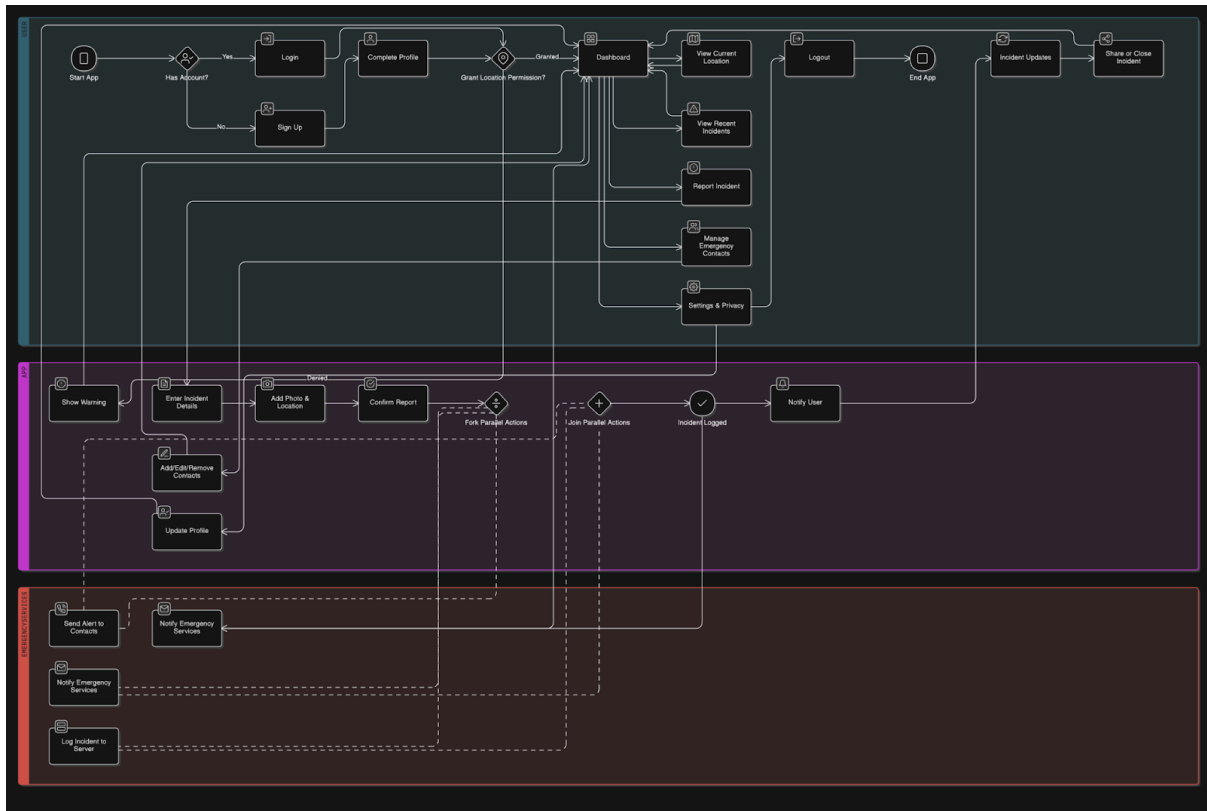 USER
Start App
Has Account?
Yes
No
Login
Sign Up
Complete Profile
Grant Location Permission?
Granted
Dashboard
View Current
Location
View Recent
Incidents
Report Incident
Manage
Emergency
Contacts
Settings & Privacy
Logout
End App
Incident Updates
Share or Close
Incident
APP
Show Warning
Denied
Enter Incident
Details
Add Photo &
Location
Confirm Report
Fork Parallel Actions
Join Parallel Actions
Incident Logged
Notify User
Add/Edit/Remove
Contacts
Update Profile
EMERGENCYSERVICES
Send Alert to
Contacts
Notify Emergency
Services
Notify Emergency
Services
Log Incident to
Server